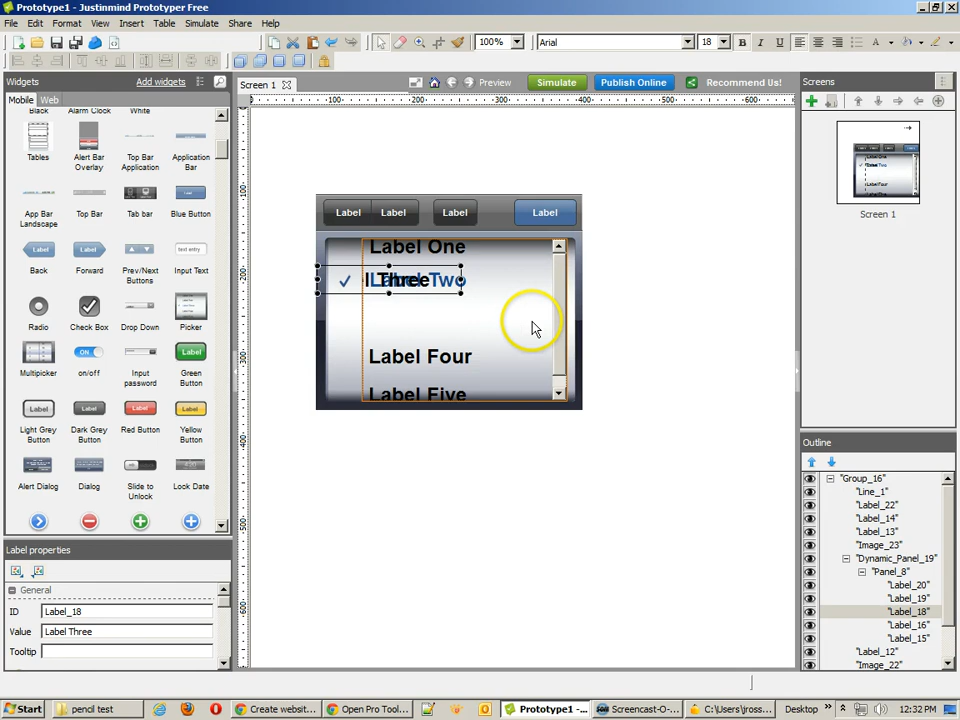 Prototype1 - Justinmind Prototyper Free
File Edit Format View Insert Table Simulate Share Help
100% Arial 18 B I U A
Widgets Add widgets
Mobile Web
Screen 1
Preview Simulate Publish Online Recommend Us!
Screens
Black Alarm Clock White
Tables Alert Bar Overlay Top Bar Application Application Bar
App Bar Landscape Top Bar Tab bar Blue Button
Back Forward Prev/Next Buttons Input Text
Radio Check Box Drop Down Picker
Multipicker on/off Input password Green Button
Light Grey Button Dark Grey Button Red Button Yellow Button
Alert Dialog Dialog Slide to Unlock Lock Date
Label Label Label Label
Label One
Label Two
l Three
Label Four
Label Five
Screen 1
Outline
"Group_16"
"Line_1"
"Label_22"
"Label_14"
"Label_13"
"Image_23"
"Dynamic_Panel_19"
"Panel_8"
"Label_20"
"Label_19"
"Label_18"
"Label_16"
"Label_15"
"Label_12"
"Image_22"
Label properties
General
ID Label_18
Value Label Three
Tooltip
Start pencil test Create websit... Open Pro Tool... Prototype1 -... Screencast-O-... C:\Users\jross... Desktop 12:32 PM